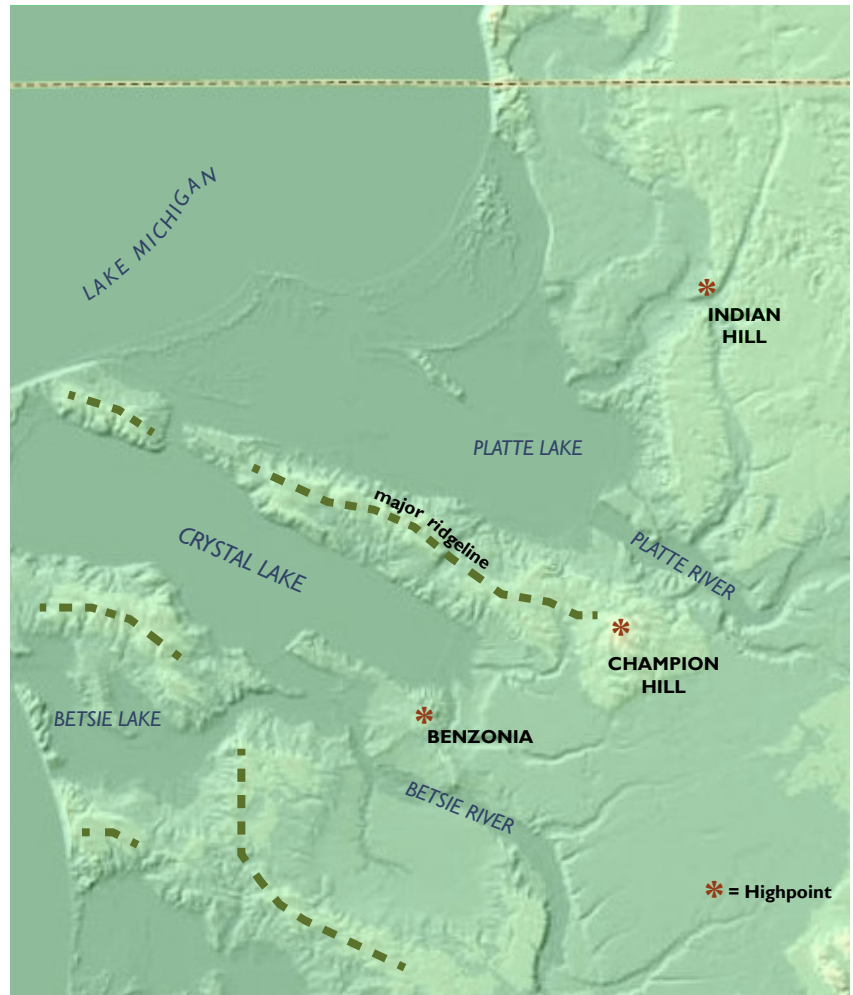 LAKE MICHIGAN
INDIAN
HILL
PLATTE LAKE
major ridgeline
CRYSTAL LAKE
PLATTE RIVER
CHAMPION
HILL
BETSIE LAKE
BENZONIA
BETSIE RIVER
* = Highpoint